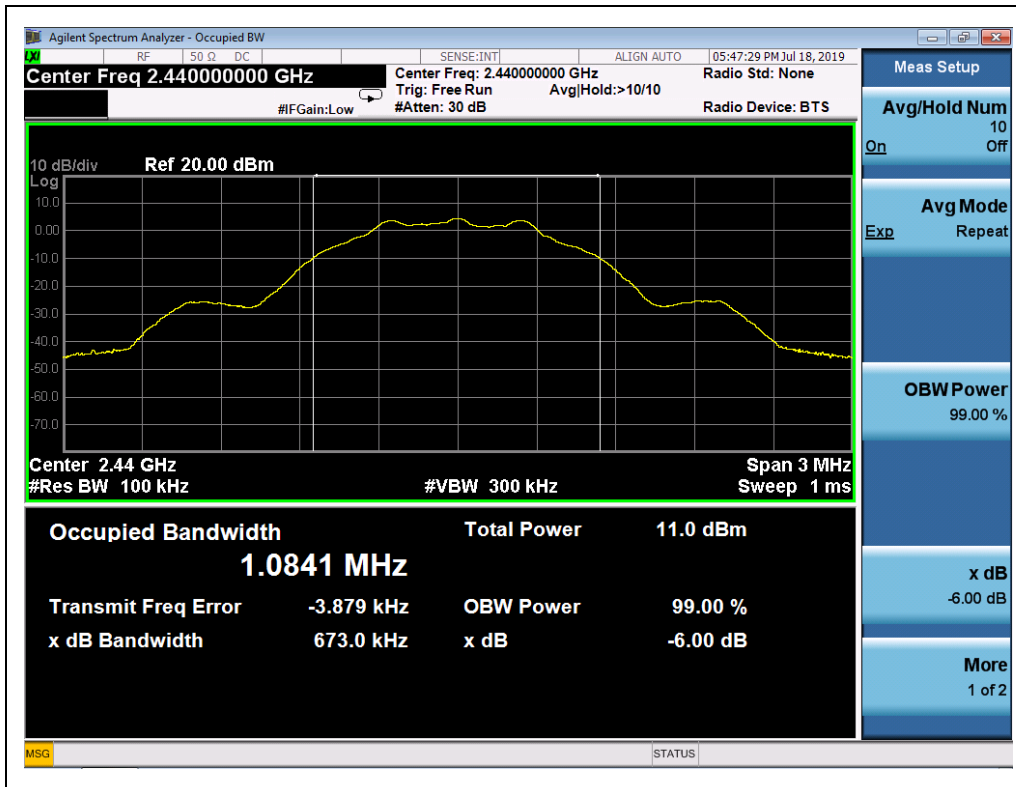 Agilent Spectrum Analyzer - Occupied BW
LXI RF 50 Ω DC SENSE:INT ALIGN AUTO 05:47:29 PM Jul 18, 2019
Center Freq 2.440000000 GHz
Center Freq: 2.440000000 GHz Radio Std: None
Trig: Free Run Avg|Hold:>10/10
#IFGain:Low #Atten: 30 dB Radio Device: BTS
10 dB/div Ref 20.00 dBm
Log
10.0
0.00
-10.0
-20.0
-30.0
-40.0
-50.0
-60.0
-70.0
Center 2.44 GHz Span 3 MHz
#Res BW 100 kHz #VBW 300 kHz Sweep 1 ms
Occupied Bandwidth Total Power 11.0 dBm
1.0841 MHz
Transmit Freq Error -3.879 kHz OBW Power 99.00 %
x dB Bandwidth 673.0 kHz x dB -6.00 dB
Meas Setup
Avg/Hold Num
10
On Off
Avg Mode
Exp Repeat
OBW Power
99.00 %
x dB
-6.00 dB
More
1 of 2
MSG STATUS